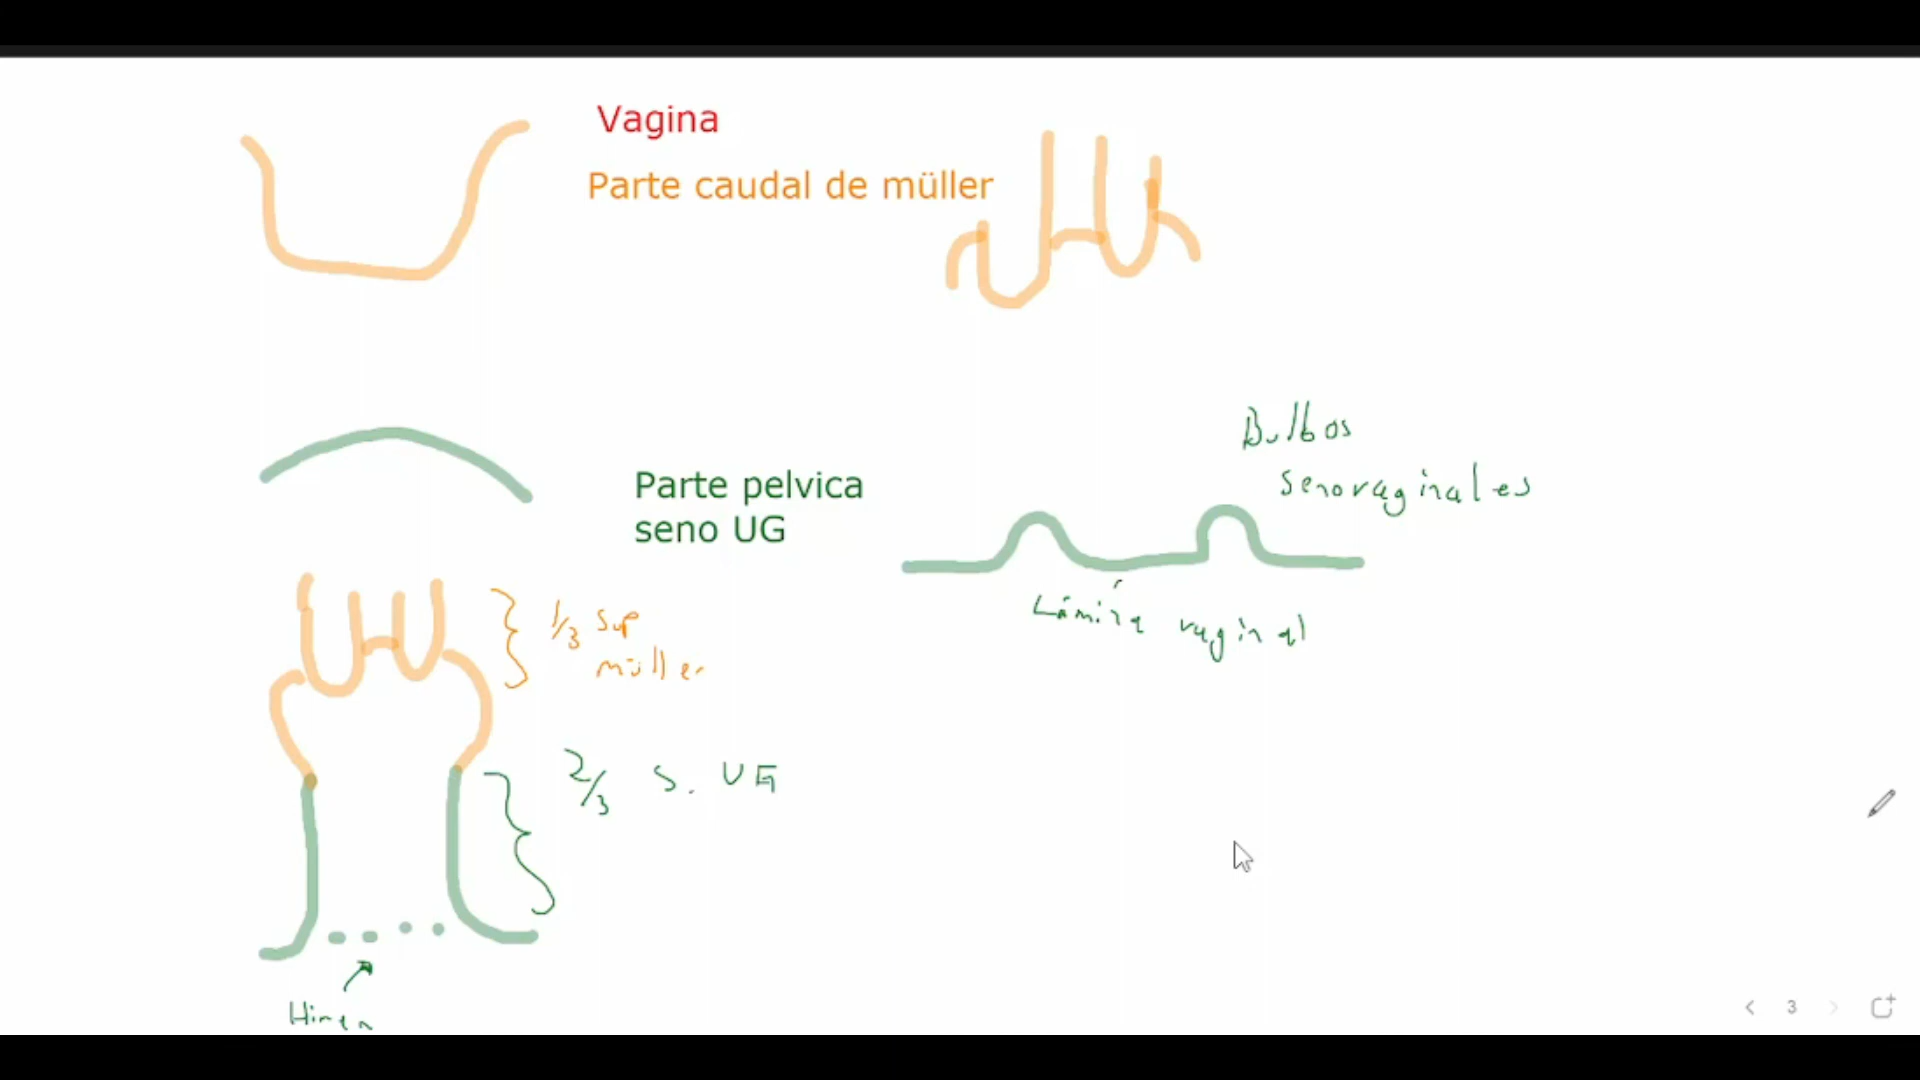 Vagina
Parte caudal de müller
Bulbos
senovaginales
Parte pelvica
seno UG
Lámina vaginal
1/3 sup
müller
2/3 S. UG
Himen
3